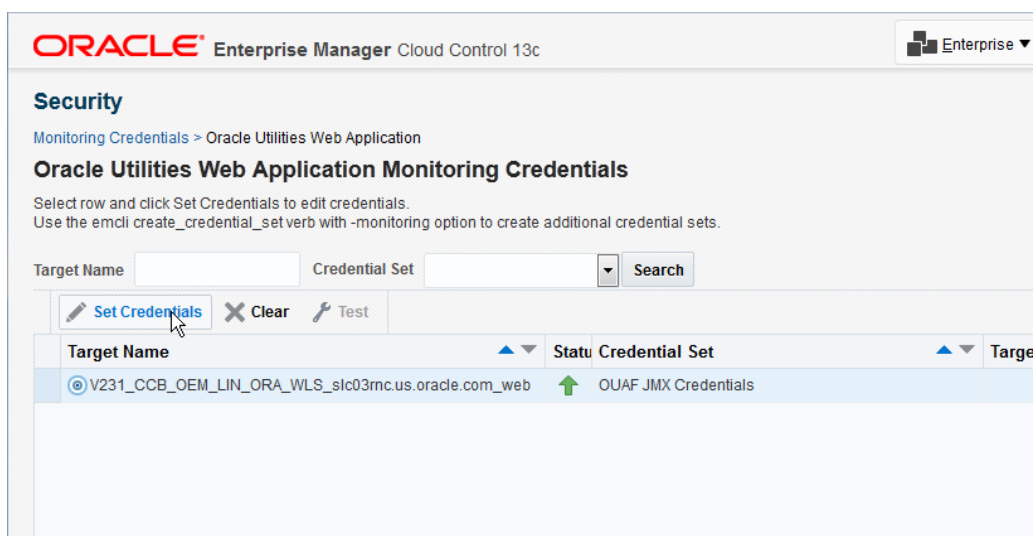 ORACLE Enterprise Manager Cloud Control 13c
Enterprise
Security
Monitoring Credentials > Oracle Utilities Web Application
Oracle Utilities Web Application Monitoring Credentials
Select row and click Set Credentials to edit credentials.
Use the emcli create_credential_set verb with -monitoring option to create additional credential sets.
Target Name Credential Set Search
Set Credentials Clear Test
Target Name Statu Credential Set Targe
V231_CCB_OEM_LIN_ORA_WLS_slc03rnc.us.oracle.com_web OUAF JMX Credentials